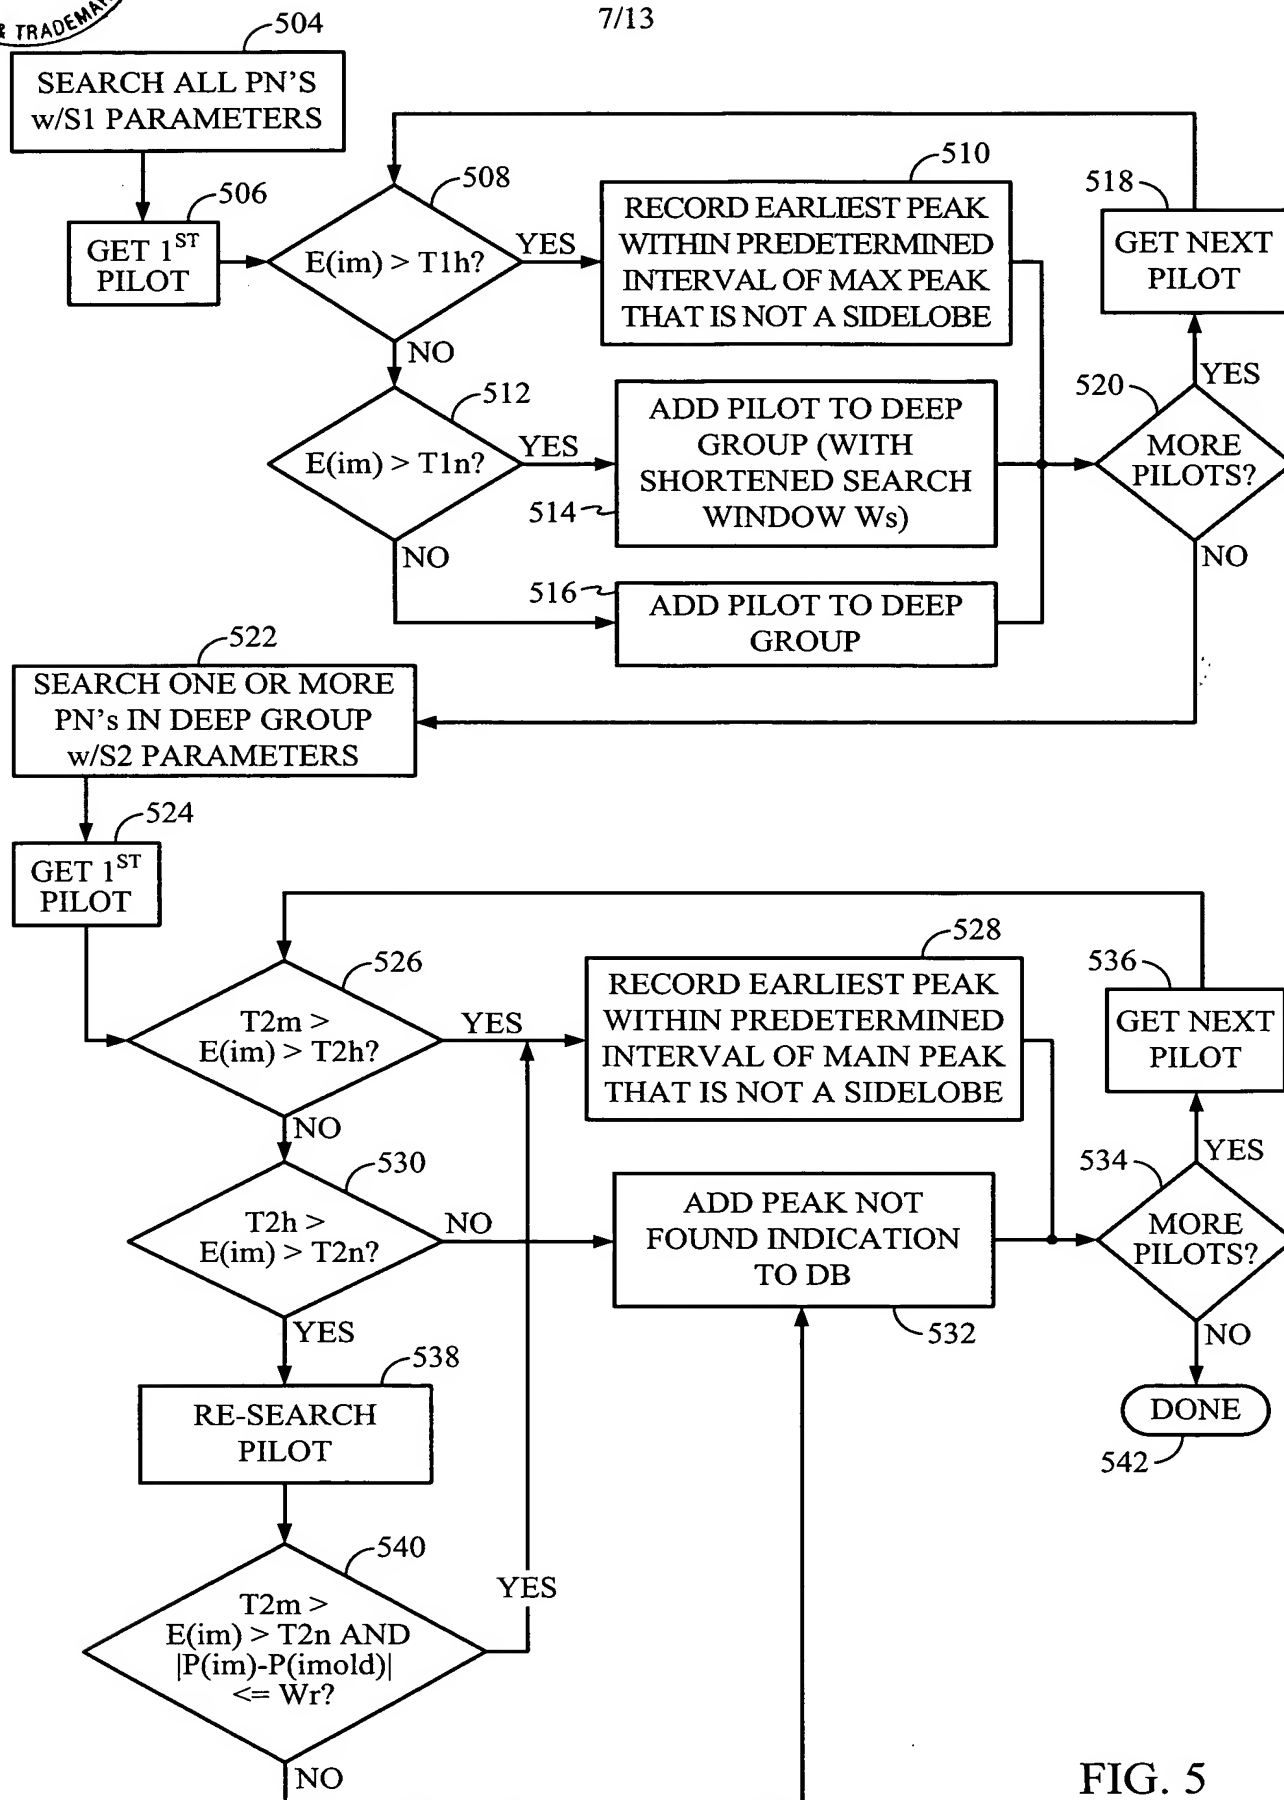 & TRADEMAR
7/13
504
SEARCH ALL PN'S
w/S1 PARAMETERS
506
GET 1ST
PILOT
508
E(im) > T1h?
YES
NO
510
RECORD EARLIEST PEAK
WITHIN PREDETERMINED
INTERVAL OF MAX PEAK
THAT IS NOT A SIDELOBE
518
GET NEXT
PILOT
512
E(im) > T1n?
YES
NO
ADD PILOT TO DEEP
GROUP (WITH
SHORTENED SEARCH
WINDOW Ws)
514
520
YES
MORE
PILOTS?
NO
516
ADD PILOT TO DEEP
GROUP
522
SEARCH ONE OR MORE
PN's IN DEEP GROUP
w/S2 PARAMETERS
524
GET 1ST
PILOT
526
T2m >
E(im) > T2h?
YES
NO
528
RECORD EARLIEST PEAK
WITHIN PREDETERMINED
INTERVAL OF MAIN PEAK
THAT IS NOT A SIDELOBE
536
GET NEXT
PILOT
530
T2h >
E(im) > T2n?
NO
YES
ADD PEAK NOT
FOUND INDICATION
TO DB
532
534
YES
MORE
PILOTS?
NO
538
RE-SEARCH
PILOT
DONE
542
540
T2m >
E(im) > T2n AND
|P(im)-P(imold)|
<= Wr?
YES
NO
FIG. 5